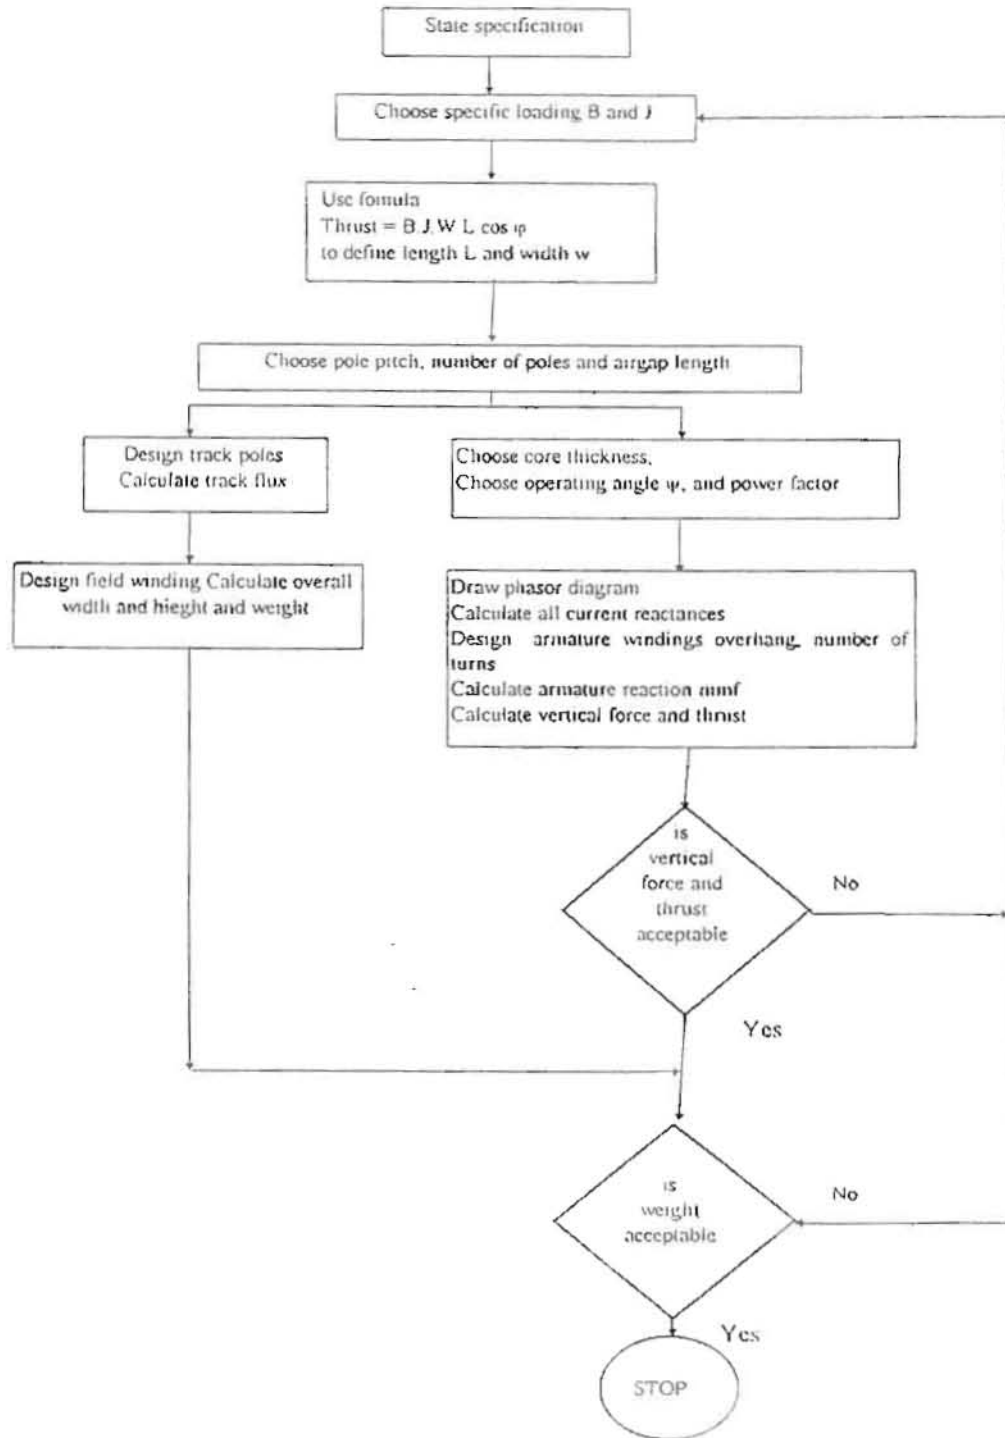 State specification
Choose specific loading B and J
Use fomula
Thrust = B.J.W L cos φ
to define length L and width w
Choose pole pitch, number of poles and airgap length
Design track poles
Calculate track flux
Choose core thickness,
Choose operating angle ψ, and power factor
Design field winding Calculate overall
width and hieght and weight
Draw phasor diagram
Calculate all current reactances
Design armature windings overhang, number of
turns
Calculate armature reaction mmf
Calculate vertical force and thrust
is
vertical
force and
thrust
acceptable
No
Yes
is
weight
acceptable
No
Yes
STOP